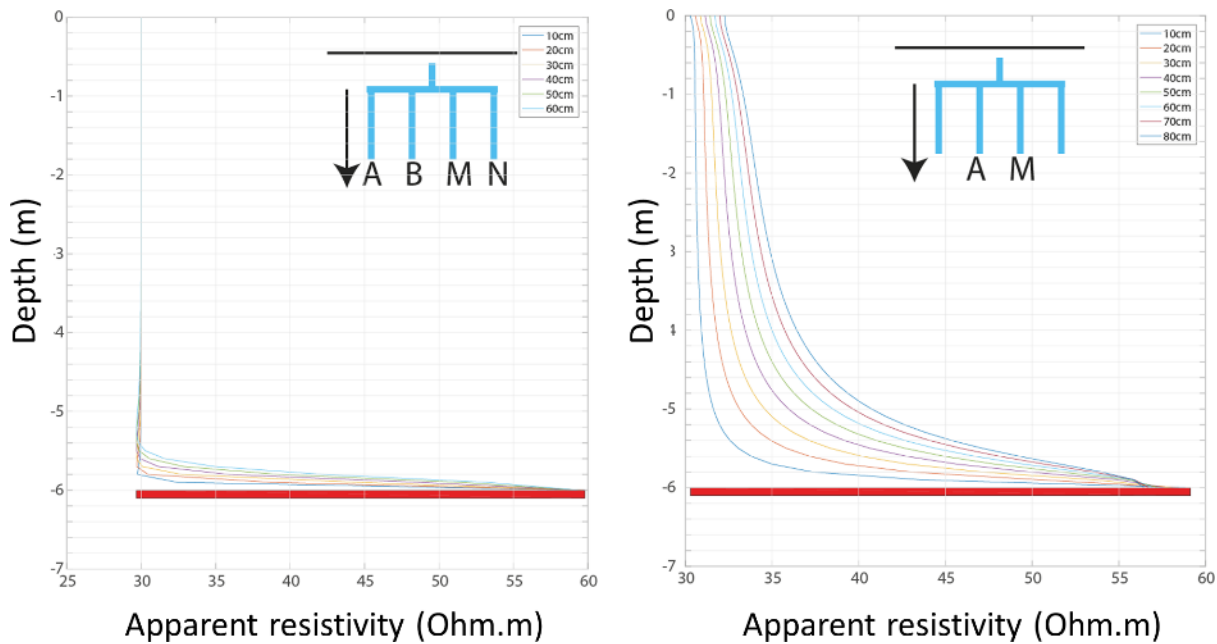 0
-1
-2
-3
-4
-5
-6
-7
25
30
35
40
45
50
55
60
Depth (m)
Apparent resistivity (Ohm.m)
10cm
20cm
30cm
40cm
50cm
60cm
A B M N
0
-1
-2
-3
4
-5
-6
-7
30
35
40
45
50
55
60
Depth (m)
Apparent resistivity (Ohm.m)
10cm
20cm
30cm
40cm
50cm
60cm
70cm
80cm
A M